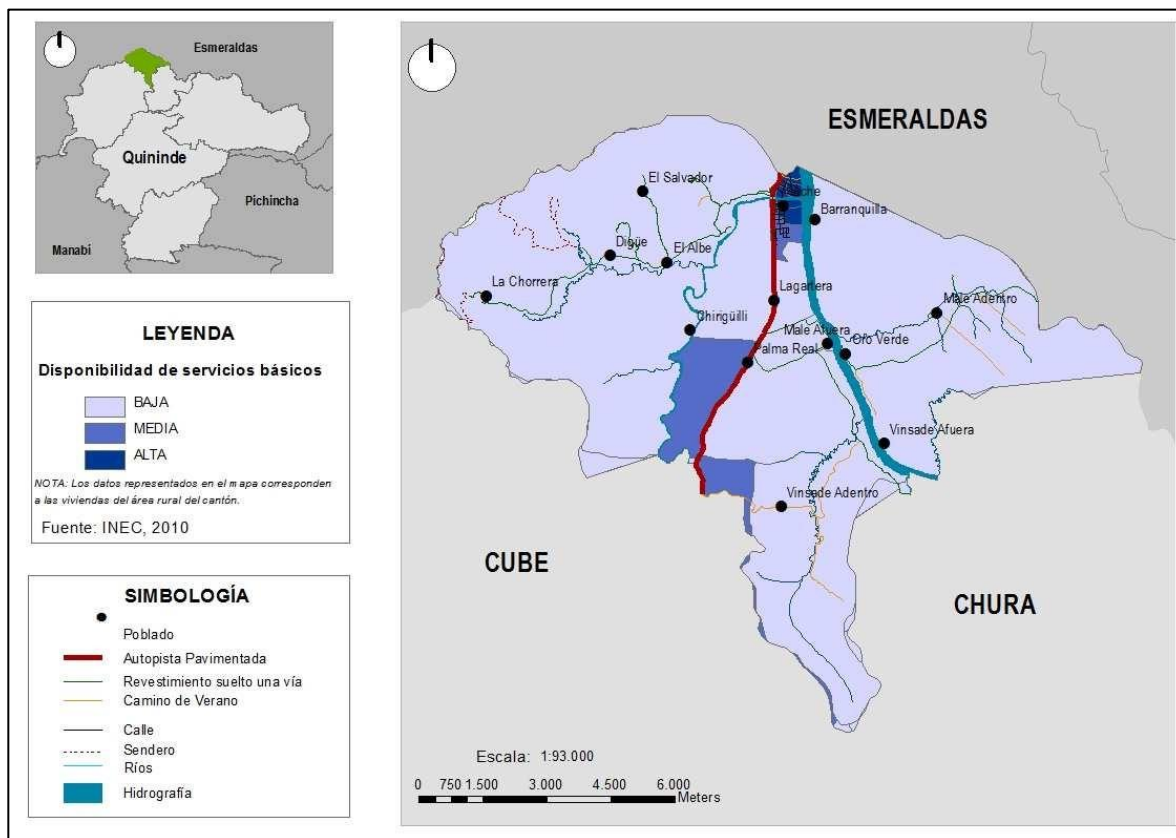 Esmeraldas
Quininde
Pichincha
Manabí
LEYENDA
Disponibilidad de servicios básicos
BAJA
MEDIA
ALTA
NOTA: Los datos representados en el mapa corresponden
a las viviendas del área rural del cantón.
Fuente: INEC, 2010
SIMBOLOGÍA
Poblado
Autopista Pavimentada
Revestimiento suelto una vía
Camino de Verano
Calle
Sendero
Ríos
Hidrografía
ESMERALDAS
El Salvador
Barranquilla
Digüe
El Albe
La Chorrera
Laganera
Male Adentro
Chirigüilli
Male Afuera
Oro Verde
Palma Real
Vinsade Afuera
Vinsade Adentro
CUBE
CHURA
Escala: 1:93.000
0 750 1.500 3.000 4.500 6.000
Meters